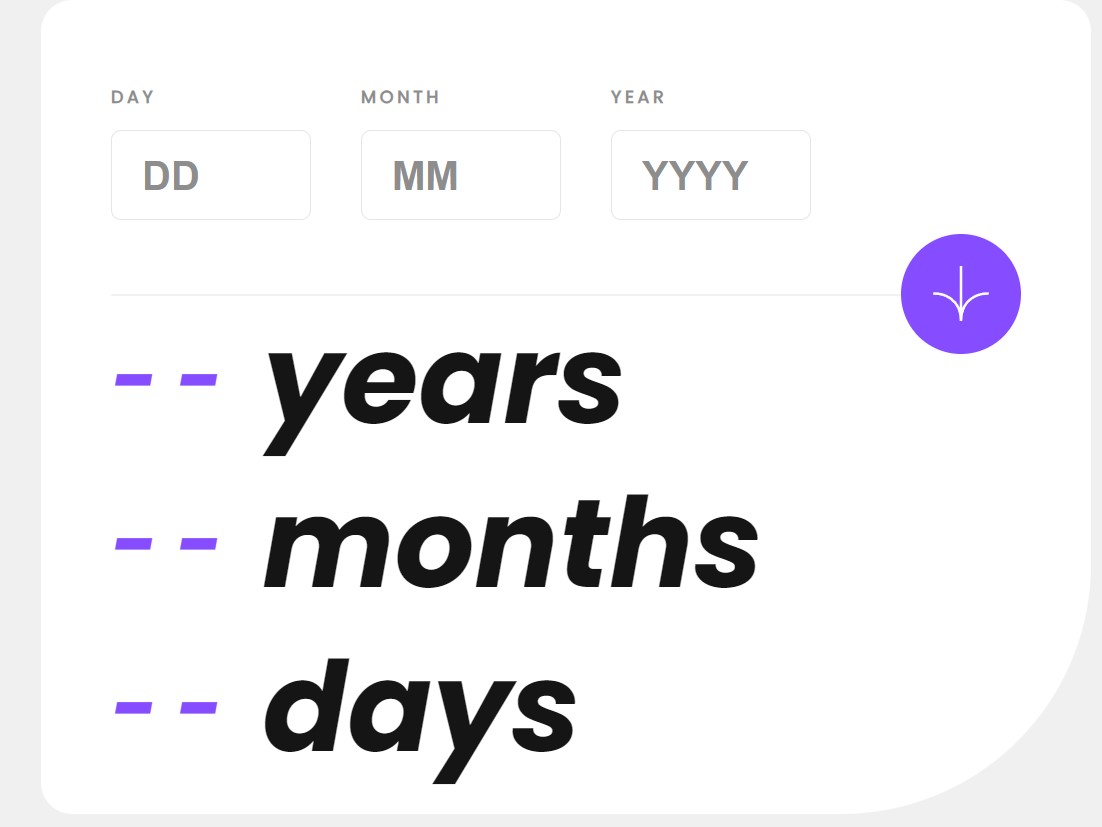 DAY MONTH YEAR
DD MM YYYY
-- years
-- months
-- days